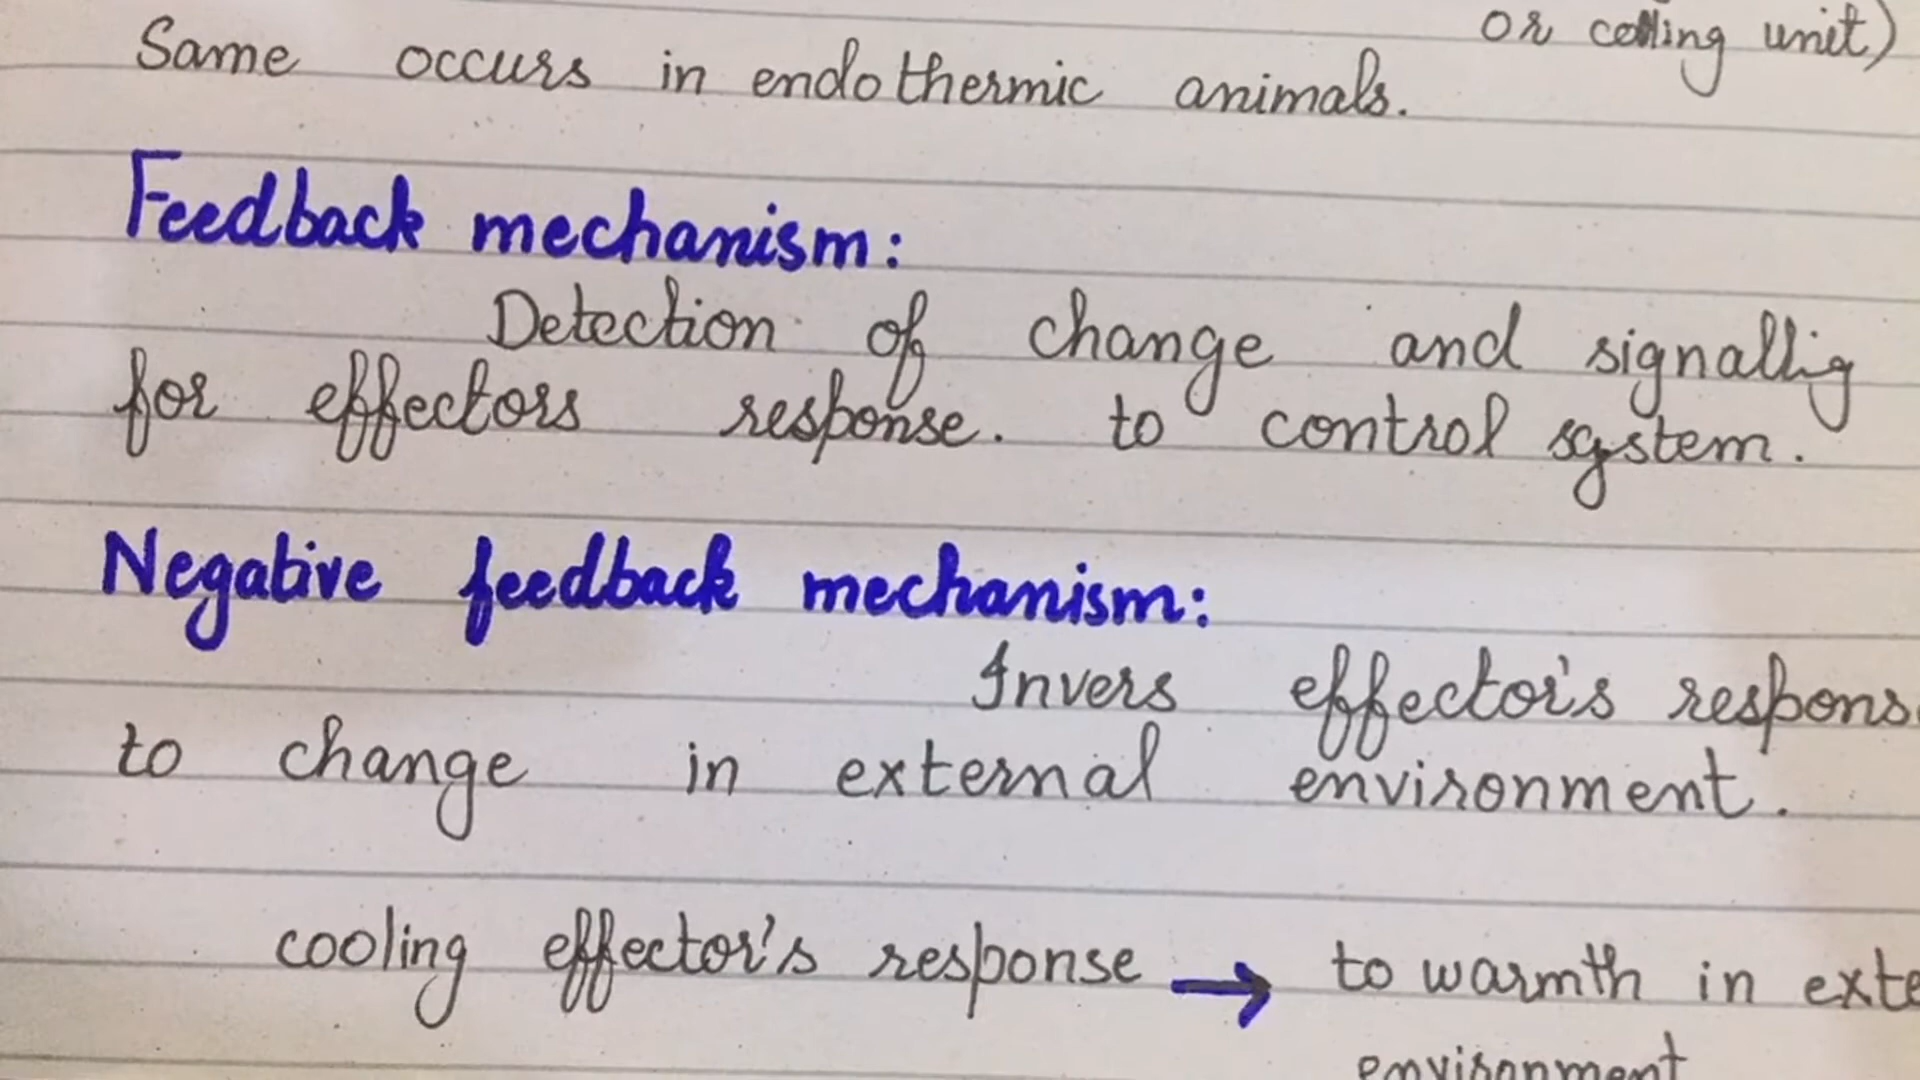 or colling unit)
Same occurs in endothermic animals.
Feedback mechanism:
Detection of change and signallig
for effectors response. to control system.
Negative feedback mechanism:
Invers effector's respons
to change in external environment.
cooling effector's response → to warmth in exte
environment